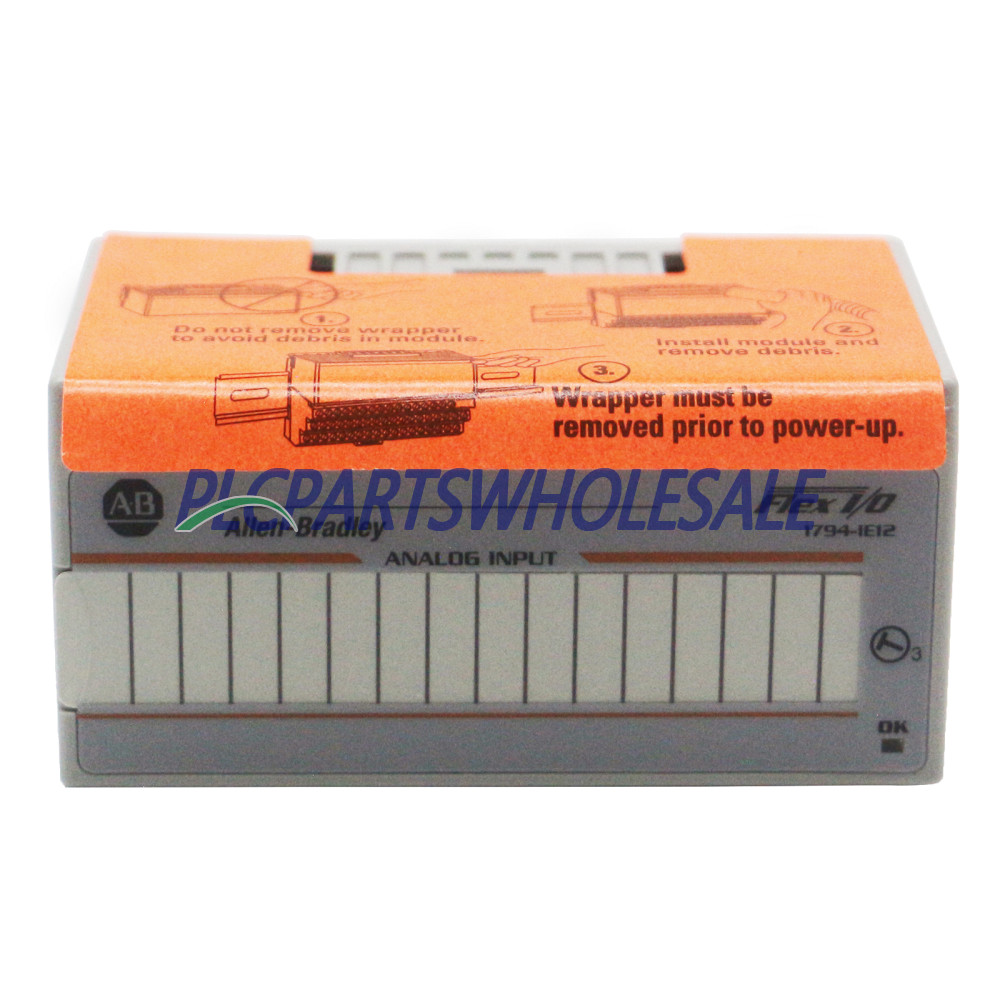 1.
Do not remove wrapper
to avoid debris in module.
2.
Install module and
remove debris.
3.
Wrapper must be
removed prior to power-up.
AB
PLCPARTSWHOLESALE
Allen-Bradley
Flex I/O
1794-IE12
ANALOG INPUT
3
OK